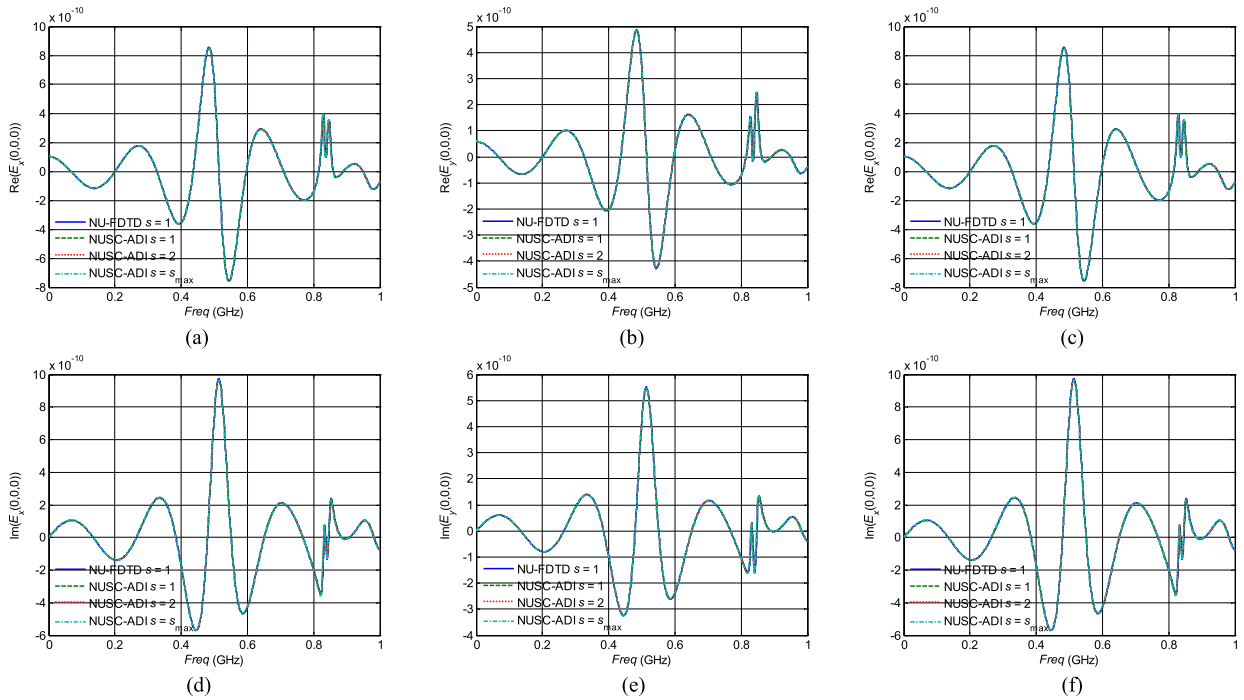 x 10⁻¹⁰
10
8
6
4
2
0
-2
-4
-6
-8
Re(Eₓ(0,0,0))
NU-FDTD s = 1
NUSC-ADI s = 1
NUSC-ADI s = 2
NUSC-ADI s = s_max
0 0.2 0.4 0.6 0.8 1
Freq (GHz)
(a)
x 10⁻¹⁰
5
4
3
2
1
0
-1
-2
-3
-4
-5
Re(E_y(0,0,0))
NU-FDTD s = 1
NUSC-ADI s = 1
NUSC-ADI s = 2
NUSC-ADI s = s_max
0 0.2 0.4 0.6 0.8 1
Freq (GHz)
(b)
x 10⁻¹⁰
10
8
6
4
2
0
-2
-4
-6
-8
Re(Eₓ(0,0,0))
NU-FDTD s = 1
NUSC-ADI s = 1
NUSC-ADI s = 2
NUSC-ADI s = s_max
0 0.2 0.4 0.6 0.8 1
Freq (GHz)
(c)
x 10⁻¹⁰
10
8
6
4
2
0
-2
-4
-6
Im(Eₓ(0,0,0))
NU-FDTD s = 1
NUSC-ADI s = 1
NUSC-ADI s = 2
NUSC-ADI s = s_max
0 0.2 0.4 0.6 0.8 1
Freq (GHz)
(d)
x 10⁻¹⁰
6
5
4
3
2
1
0
-1
-2
-3
-4
Im(E_y(0,0,0))
NU-FDTD s = 1
NUSC-ADI s = 1
NUSC-ADI s = 2
NUSC-ADI s = s_max
0 0.2 0.4 0.6 0.8 1
Freq (GHz)
(e)
x 10⁻¹⁰
10
8
6
4
2
0
-2
-4
-6
Im(Eₓ(0,0,0))
NU-FDTD s = 1
NUSC-ADI s = 1
NUSC-ADI s = 2
NUSC-ADI s = s_max
0 0.2 0.4 0.6 0.8 1
Freq (GHz)
(f)